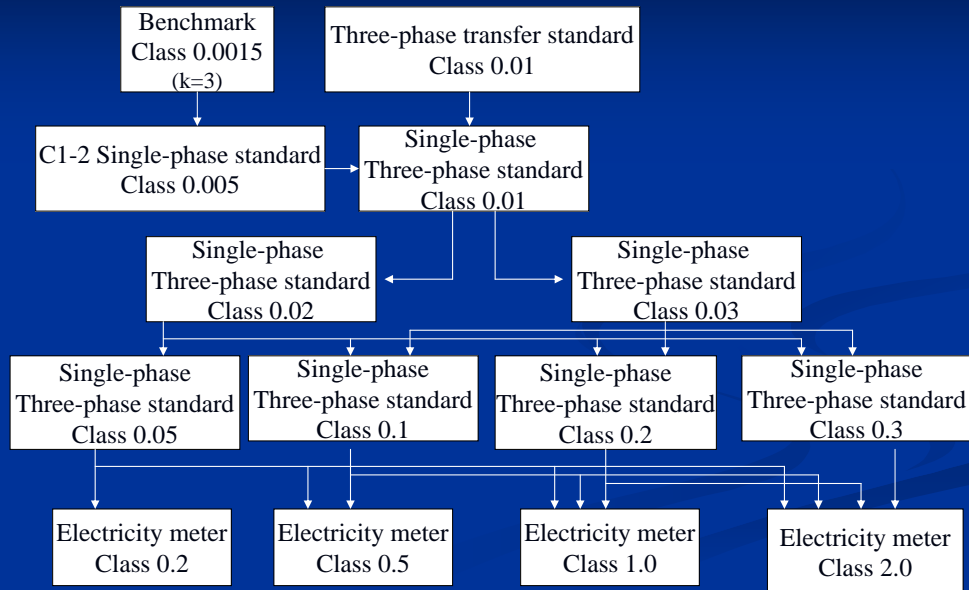 Benchmark
Class 0.0015
(k=3)
Three-phase transfer standard
Class 0.01
C1-2 Single-phase standard
Class 0.005
Single-phase
Three-phase standard
Class 0.01
Single-phase
Three-phase standard
Class 0.02
Single-phase
Three-phase standard
Class 0.03
Single-phase
Three-phase standard
Class 0.05
Single-phase
Three-phase standard
Class 0.1
Single-phase
Three-phase standard
Class 0.2
Single-phase
Three-phase standard
Class 0.3
Electricity meter
Class 0.2
Electricity meter
Class 0.5
Electricity meter
Class 1.0
Electricity meter
Class 2.0